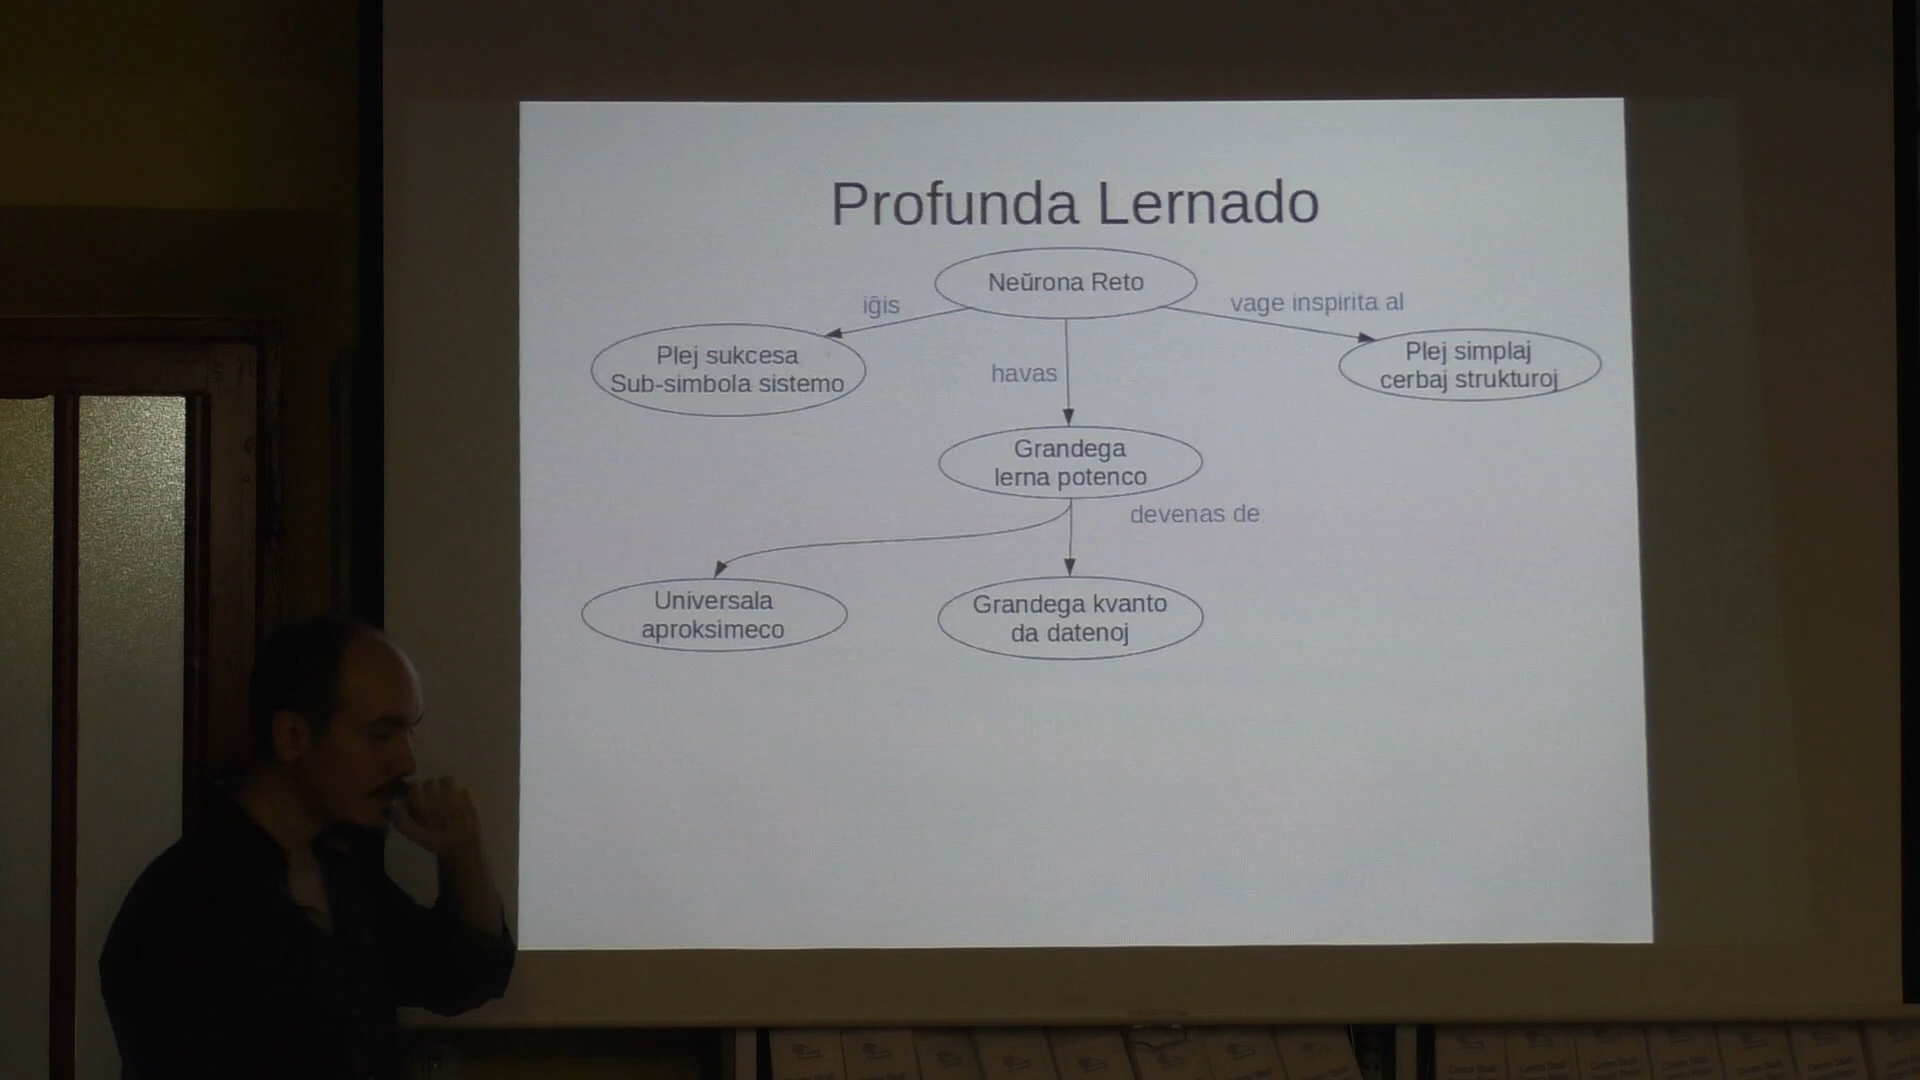 Profunda Lernado
Neŭrona Reto
iĝis
vage inspirita al
Plej sukcesa
Sub-simbola sistemo
havas
Plej simplaj
cerbaj strukturoj
Grandega
lerna potenco
devenas de
Universala
aproksimeco
Grandega kvanto
da datenoj